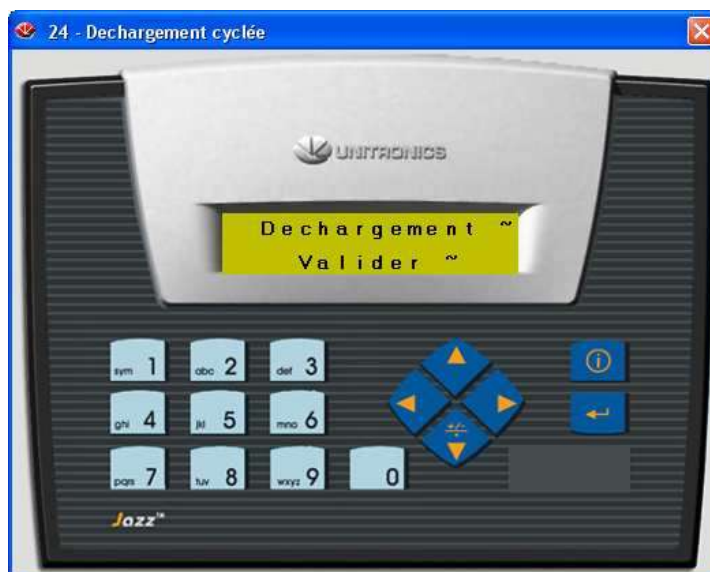 24 - Dechargement cyclée
UNITRONICS
Dechargement ~
Valider ~
sym 1 abc 2 def 3
ghi 4 jkl 5 mno 6
pqrs 7 tuv 8 wxyz 9 0
+/-
Jazz™